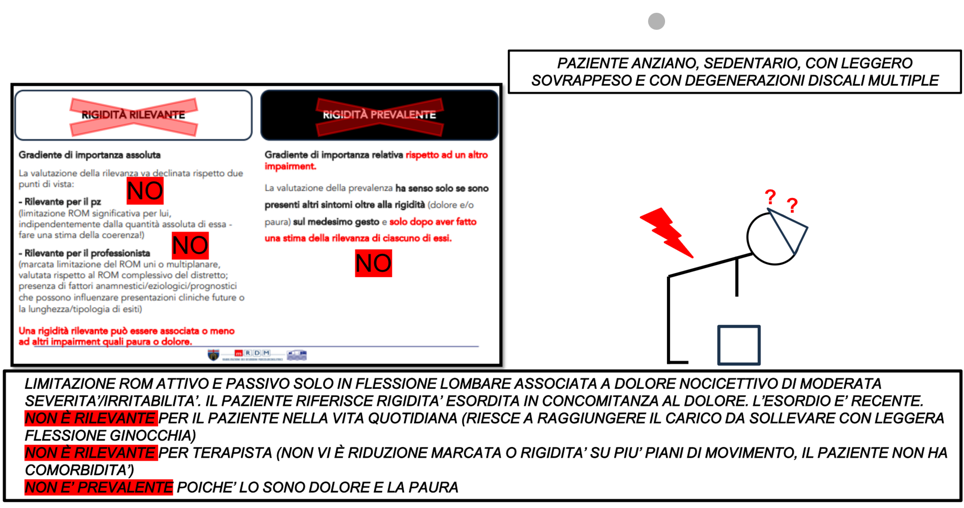 PAZIENTE ANZIANO, SEDENTARIO, CON LEGGERO
SOVRAPPESO E CON DEGENERAZIONI DISCALI MULTIPLE
RIGIDITÀ RILEVANTE
Gradiente di importanza assoluta
La valutazione della rilevanza va declinata rispetto due
punti di vista:
NO
- Rilevante per il pz
(limitazione ROM significativa per lui,
indipendentemente dalla quantità assoluta di essa -
fare una stima della coerenza!)
NO
- Rilevante per il professionista
(marcata limitazione del ROM uni o multiplanare,
valutata rispetto al ROM complessivo del distretto;
presenza di fattori anamnestici/eziologici/prognostici
che possono influenzare presentazioni cliniche future o
la lunghezza/tipologia di esiti)
Una rigidità rilevante può essere associata o meno
ad altri impairment quali paura o dolore.
RIGIDITÀ PREVALENTE
Gradiente di importanza relativa rispetto ad un altro
impairment.
La valutazione della prevalenza ha senso solo se sono
presenti altri sintomi oltre alla rigidità (dolore e/o
paura) sul medesimo gesto e solo dopo aver fatto
una stima della rilevanza di ciascuno di essi.
NO
RDM
? ?
LIMITAZIONE ROM ATTIVO E PASSIVO SOLO IN FLESSIONE LOMBARE ASSOCIATA A DOLORE NOCICETTIVO DI MODERATA
SEVERITA'/IRRITABILITA'. IL PAZIENTE RIFERISCE RIGIDITA' ESORDITA IN CONCOMITANZA AL DOLORE. L'ESORDIO E' RECENTE.
NON È RILEVANTE PER IL PAZIENTE NELLA VITA QUOTIDIANA (RIESCE A RAGGIUNGERE IL CARICO DA SOLLEVARE CON LEGGERA
FLESSIONE GINOCCHIA)
NON È RILEVANTE PER TERAPISTA (NON VI È RIDUZIONE MARCATA O RIGIDITA' SU PIU' PIANI DI MOVIMENTO, IL PAZIENTE NON HA
COMORBIDITA')
NON E' PREVALENTE POICHE' LO SONO DOLORE E LA PAURA